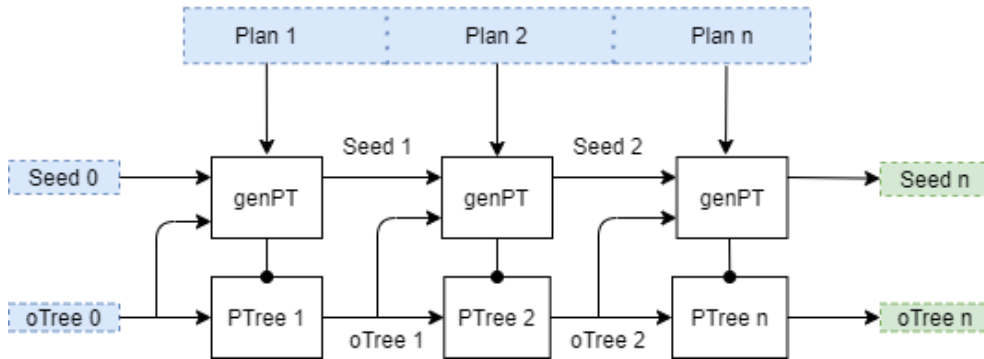 Plan 1
Plan 2
Plan n
Seed 1
Seed 2
Seed 0
genPT
genPT
genPT
Seed n
oTree 0
PTree 1
oTree 1
PTree 2
oTree 2
PTree n
oTree n